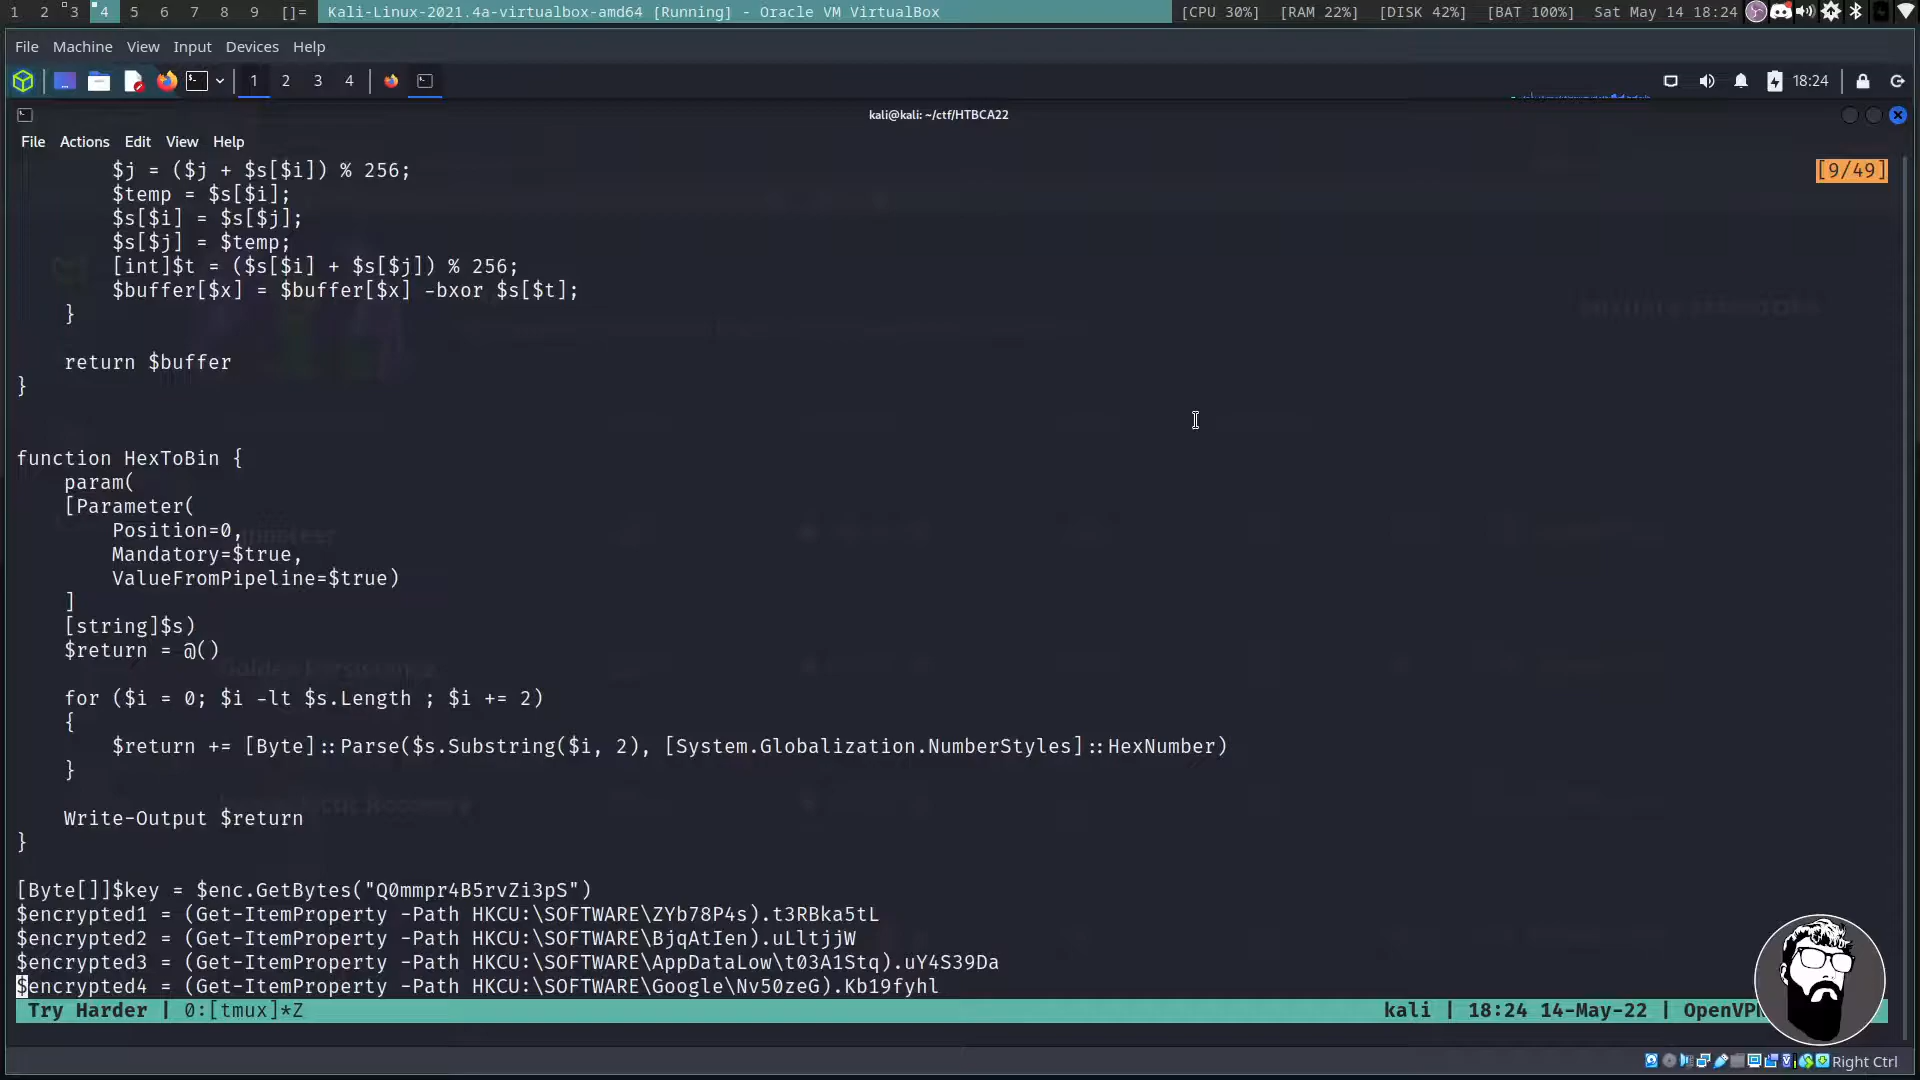 1 2 3 4 5 6 7 8 9 []= Kali-Linux-2021.4a-virtualbox-amd64 [Running] - Oracle VM VirtualBox [CPU 30%] [RAM 22%] [DISK 42%] [BAT 100%] Sat May 14 18:24
File Machine View Input Devices Help
1 2 3 4 18:24
kali@kali: ~/ctf/HTBCA22
File Actions Edit View Help
$j = ($j + $s[$i]) % 256; [9/49]
$temp = $s[$i];
$s[$i] = $s[$j];
$s[$j] = $temp;
[int]$t = ($s[$i] + $s[$j]) % 256;
$buffer[$x] = $buffer[$x] -bxor $s[$t];
}
return $buffer
}
function HexToBin {
param(
[Parameter(
Position=0,
Mandatory=$true,
ValueFromPipeline=$true)
]
[string]$s)
$return = @()
for ($i = 0; $i -lt $s.Length ; $i += 2)
{
$return += [Byte]::Parse($s.Substring($i, 2), [System.Globalization.NumberStyles]::HexNumber)
}
Write-Output $return
}
[Byte[]]$key = $enc.GetBytes("Q0mmpr4B5rvZi3pS")
$encrypted1 = (Get-ItemProperty -Path HKCU:\SOFTWARE\ZYb78P4s).t3RBka5tL
$encrypted2 = (Get-ItemProperty -Path HKCU:\SOFTWARE\BjqAtIen).uLltjjW
$encrypted3 = (Get-ItemProperty -Path HKCU:\SOFTWARE\AppDataLow\t03A1Stq).uY4S39Da
$encrypted4 = (Get-ItemProperty -Path HKCU:\SOFTWARE\Google\Nv50zeG).Kb19fyhl
Try Harder | 0:[tmux]*Z kali | 18:24 14-May-22 |
Right Ctrl